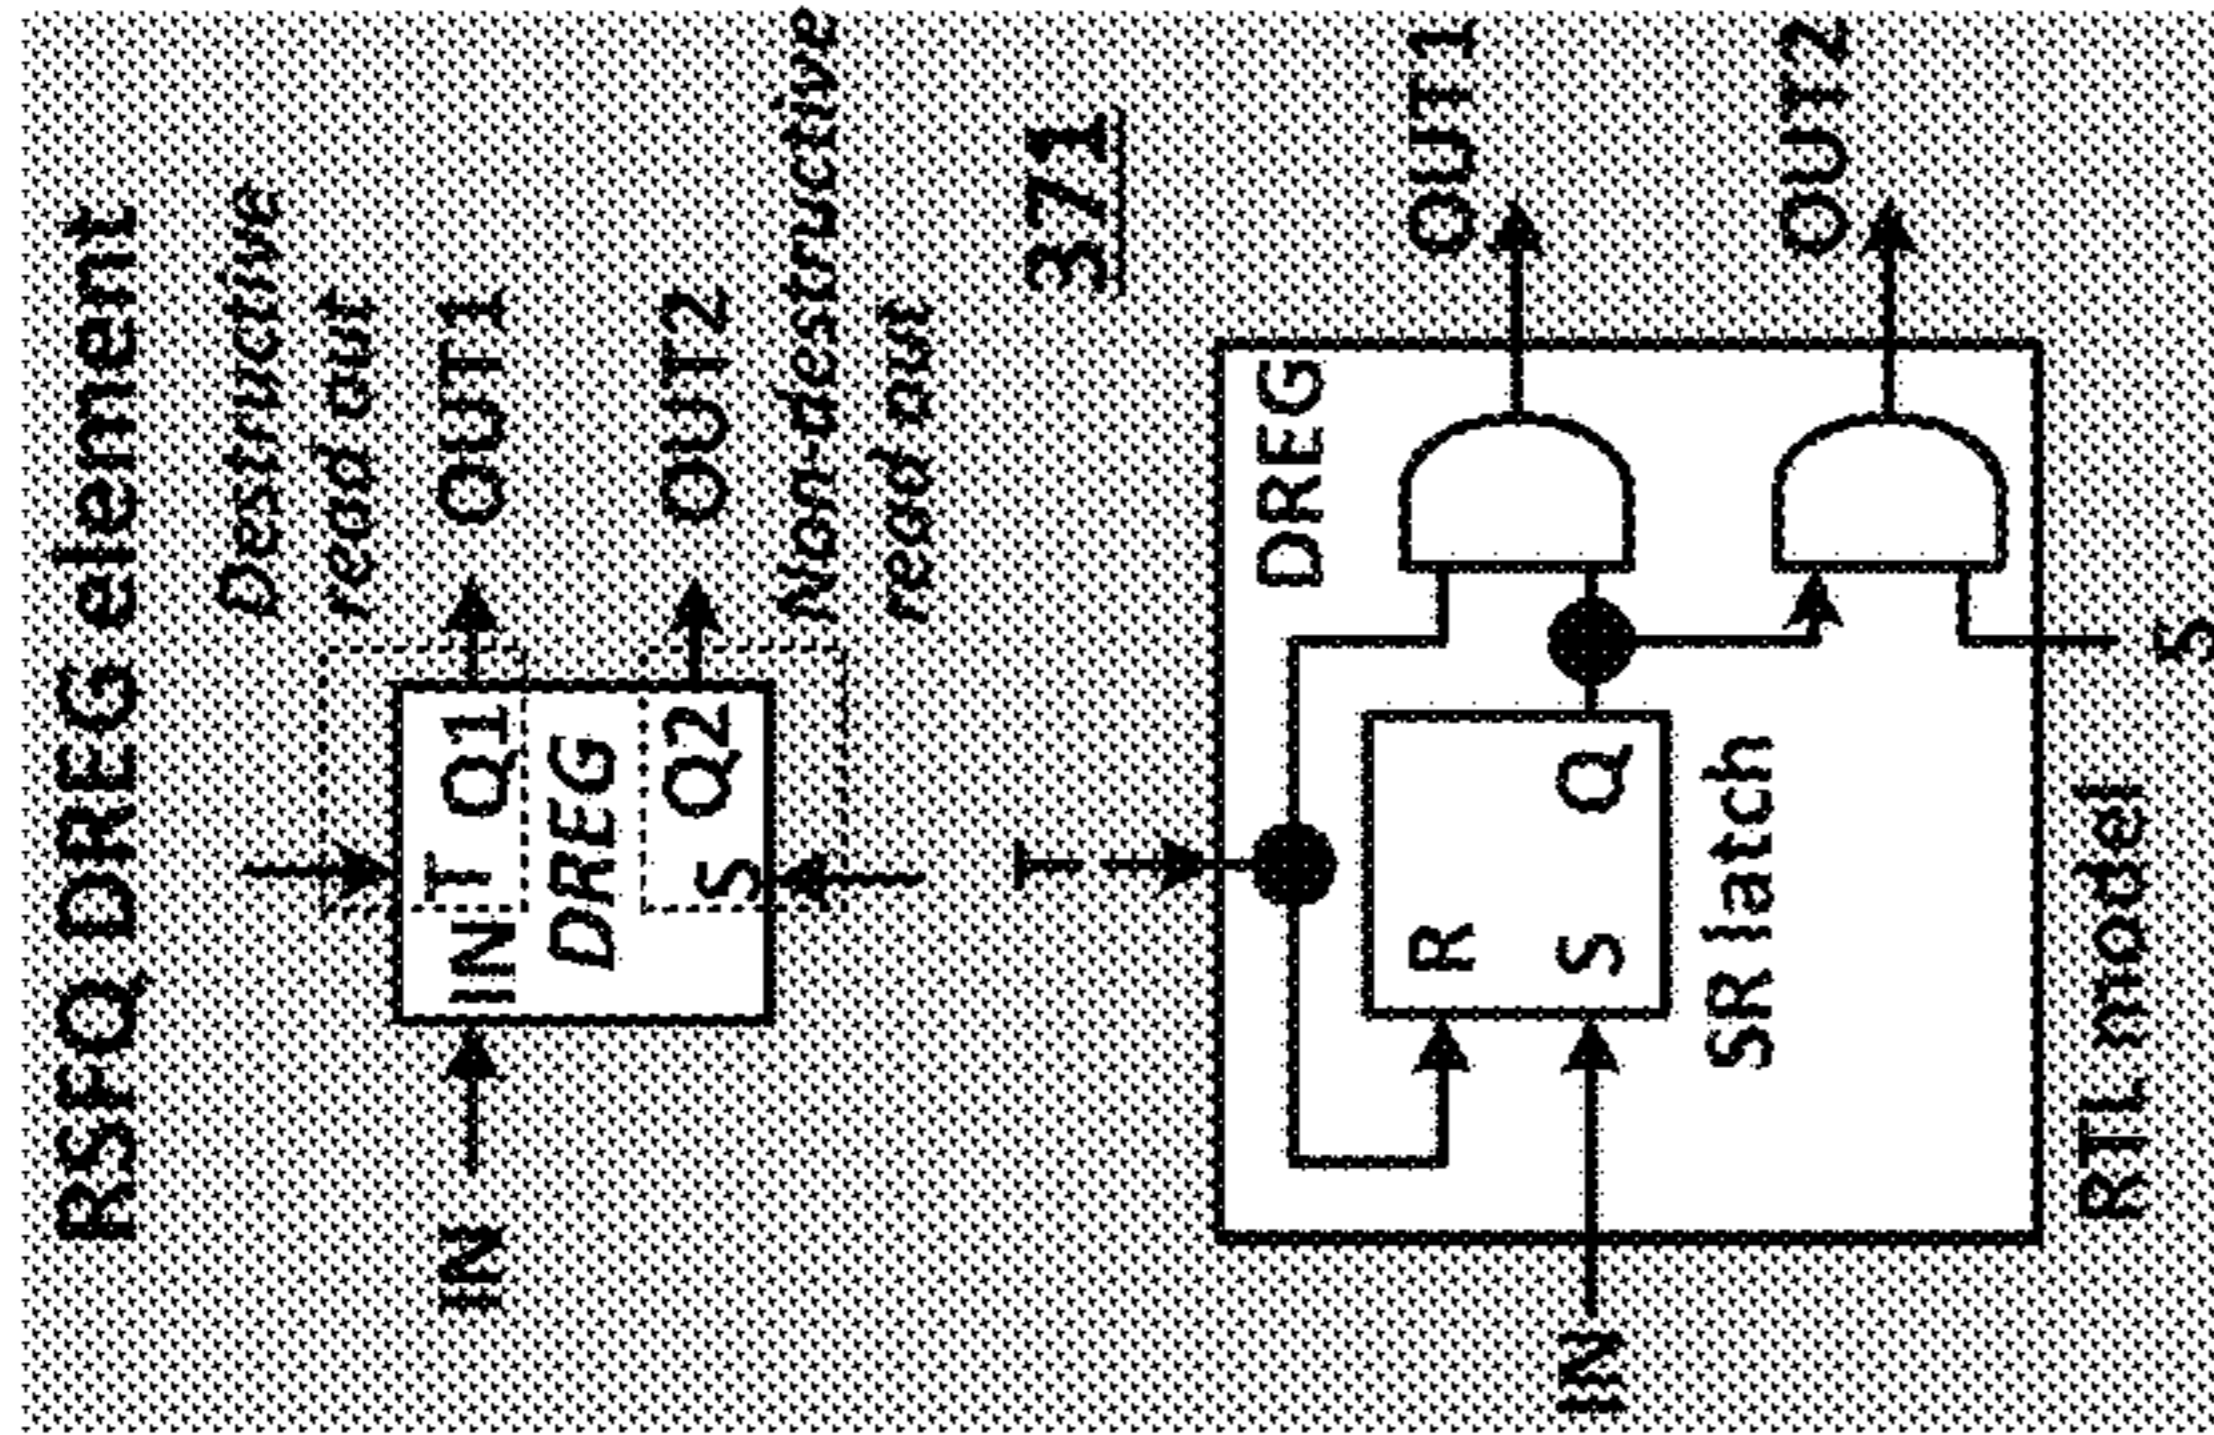 RSFQ DREG element
Destructive
read out
IN
IN
T
Q1
OUT1
DREG
S
Q2
OUT2
Non-destructive
read out
371
T
DREG
R
OUT1
IN
S
Q
SR latch
OUT2
RTL model
S